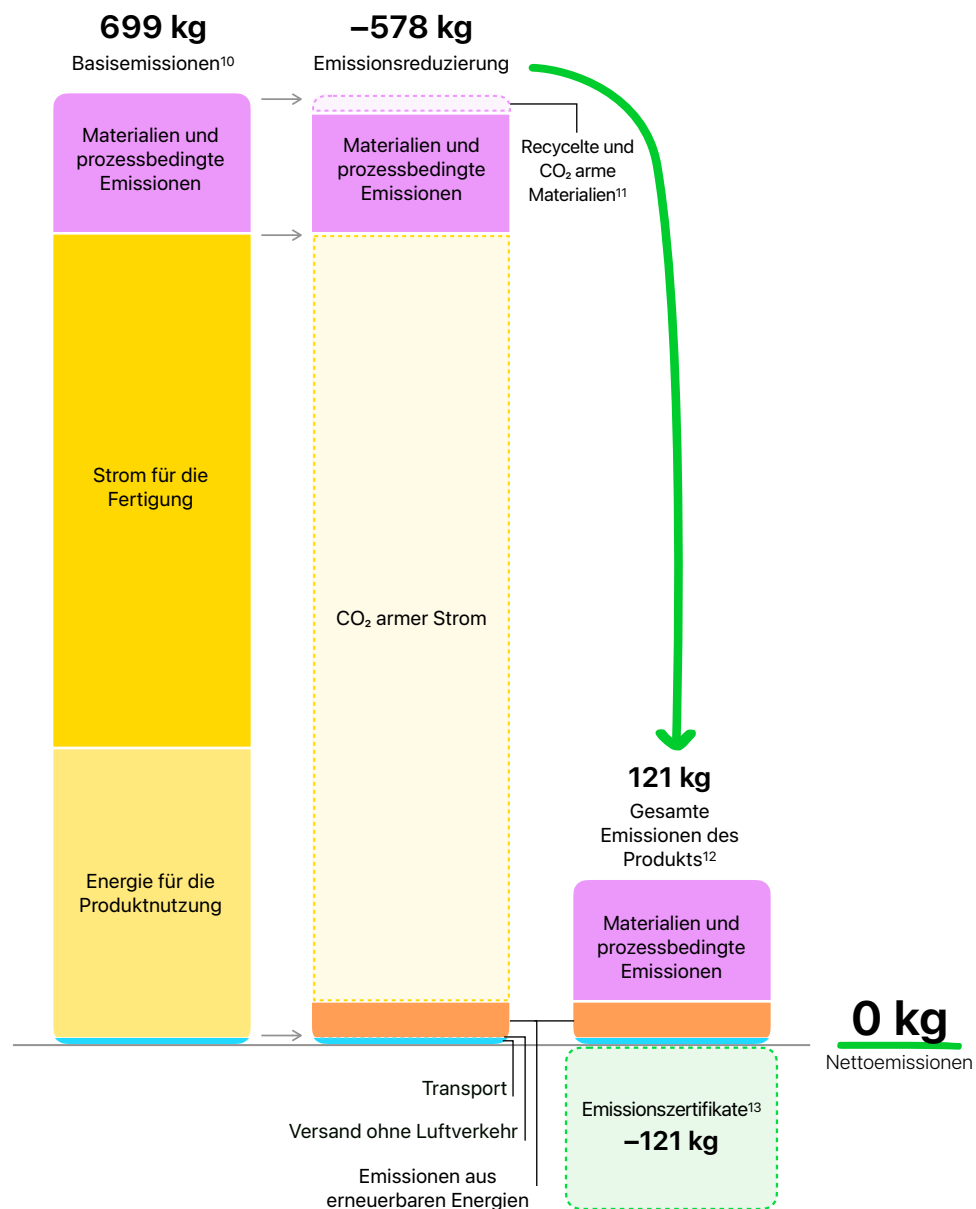 699 kg
Basisemissionen¹⁰
–578 kg
Emissionsreduzierung
Materialien und
prozessbedingte
Emissionen
Materialien und
prozessbedingte
Emissionen
Recycelte und
CO₂ arme
Materialien¹¹
Strom für die
Fertigung
CO₂ armer Strom
Energie für die
Produktnutzung
121 kg
Gesamte
Emissionen des
Produkts¹²
Materialien und
prozessbedingte
Emissionen
0 kg
Nettoemissionen
Transport
Versand ohne Luftverkehr
Emissionen aus
erneuerbaren Energien
Emissionszertifikate¹³
–121 kg